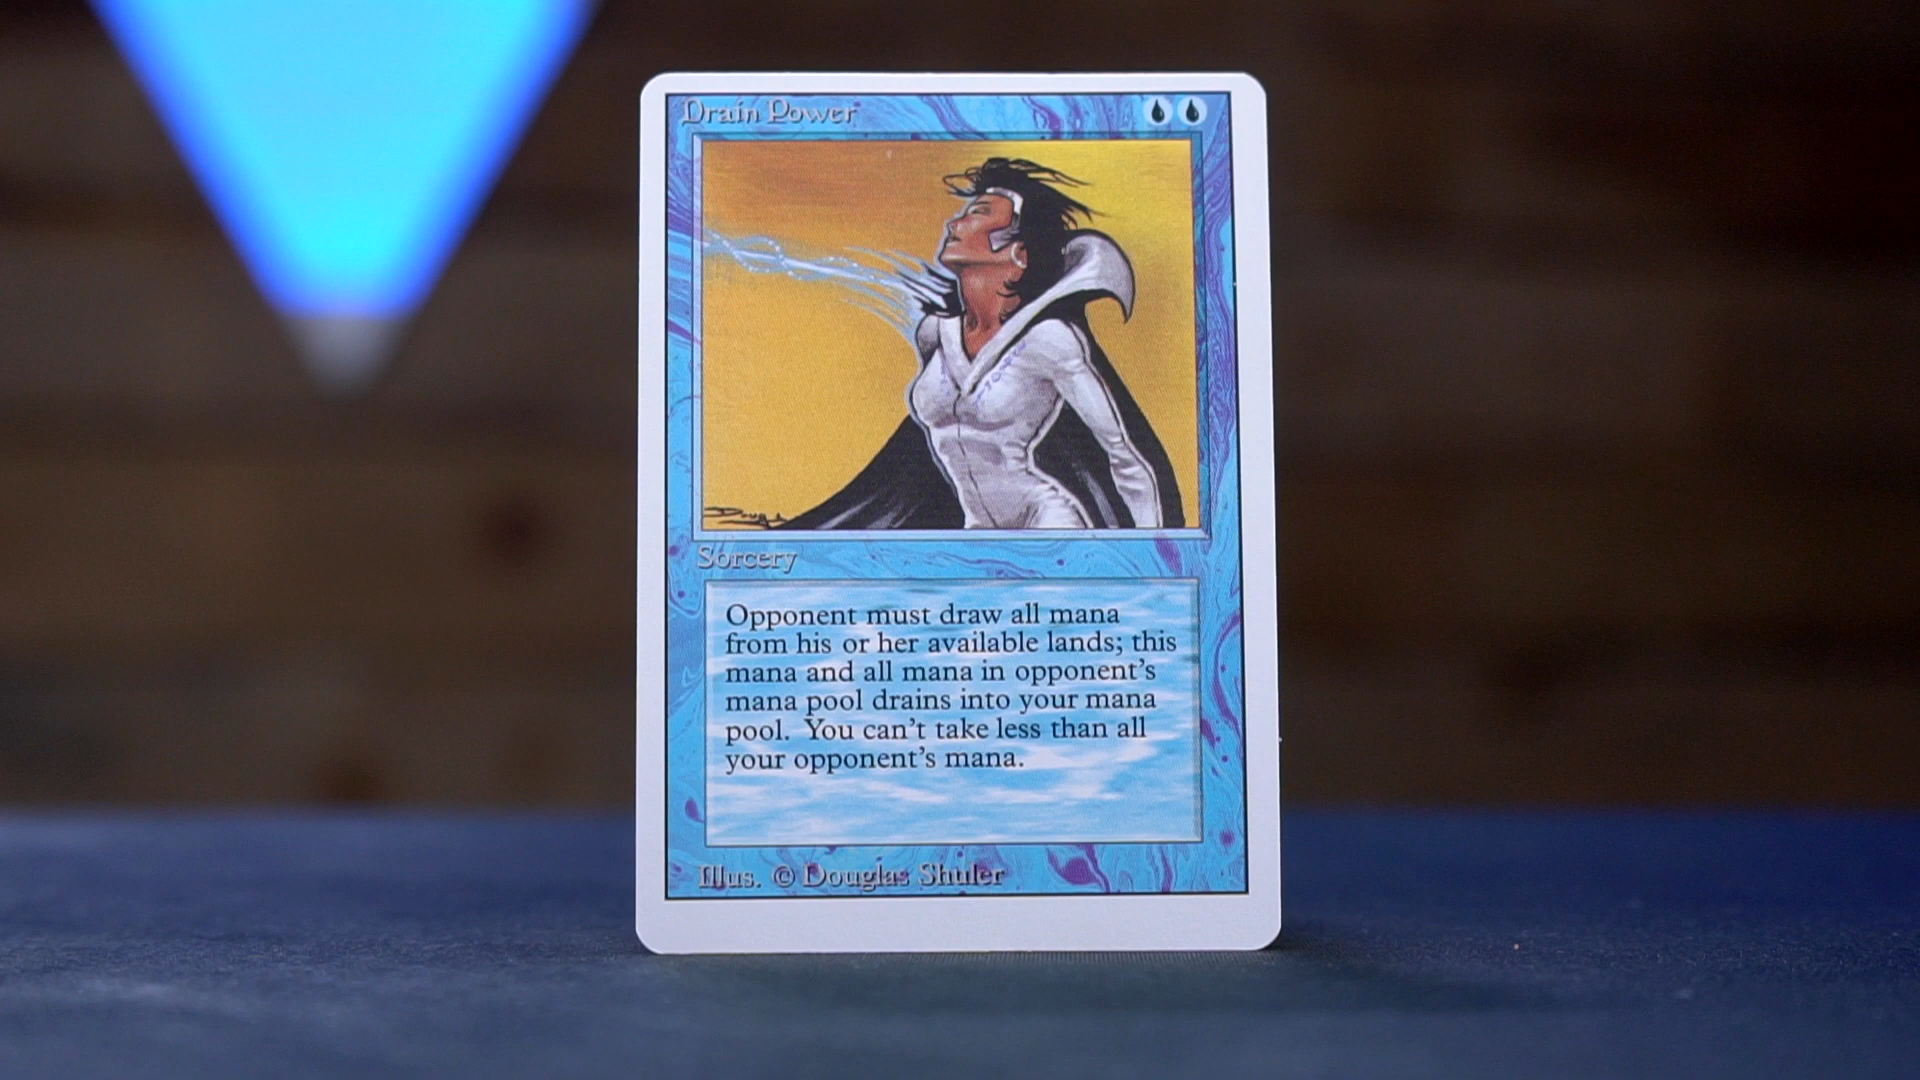 Drain Power
Sorcery
Opponent must draw all mana
from his or her available lands; this
mana and all mana in opponent's
mana pool drains into your mana
pool. You can't take less than all
your opponent's mana.
Illus. © Douglas Shuler